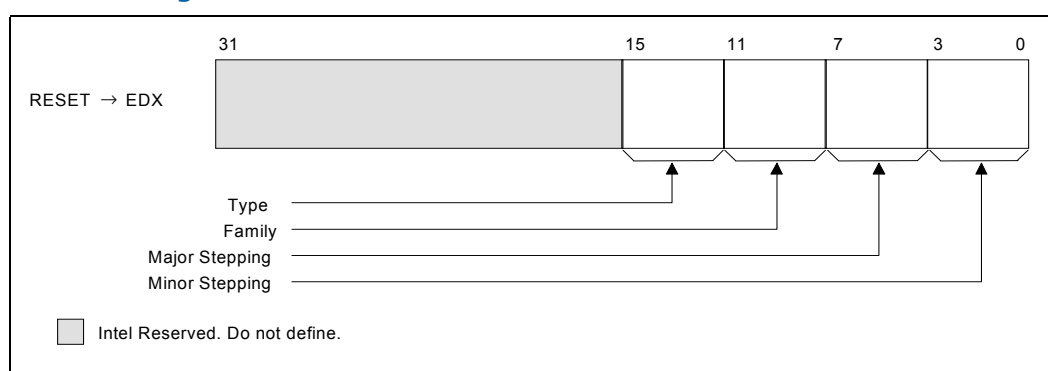 31 15 11 7 3 0
RESET → EDX
Type
Family
Major Stepping
Minor Stepping
Intel Reserved. Do not define.